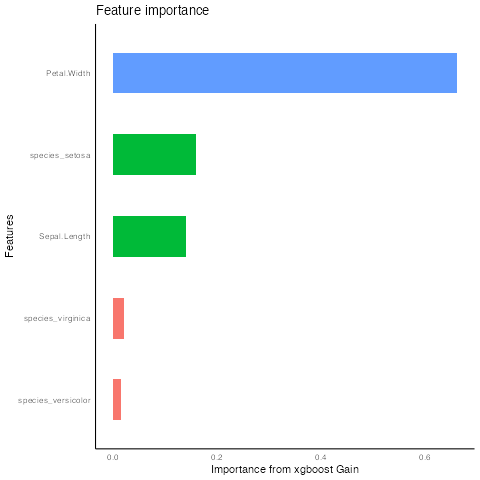 Feature importance
Features
Petal.Width
species_setosa
Sepal.Length
species_virginica
species_versicolor
0.0 0.2 0.4 0.6
Importance from xgboost Gain